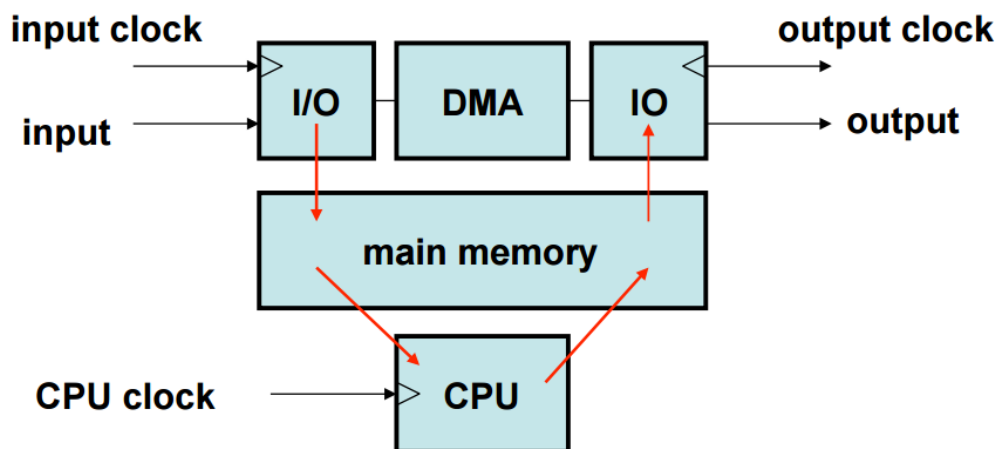 input clock
output clock
I/O
DMA
IO
input
output
main memory
CPU clock
CPU